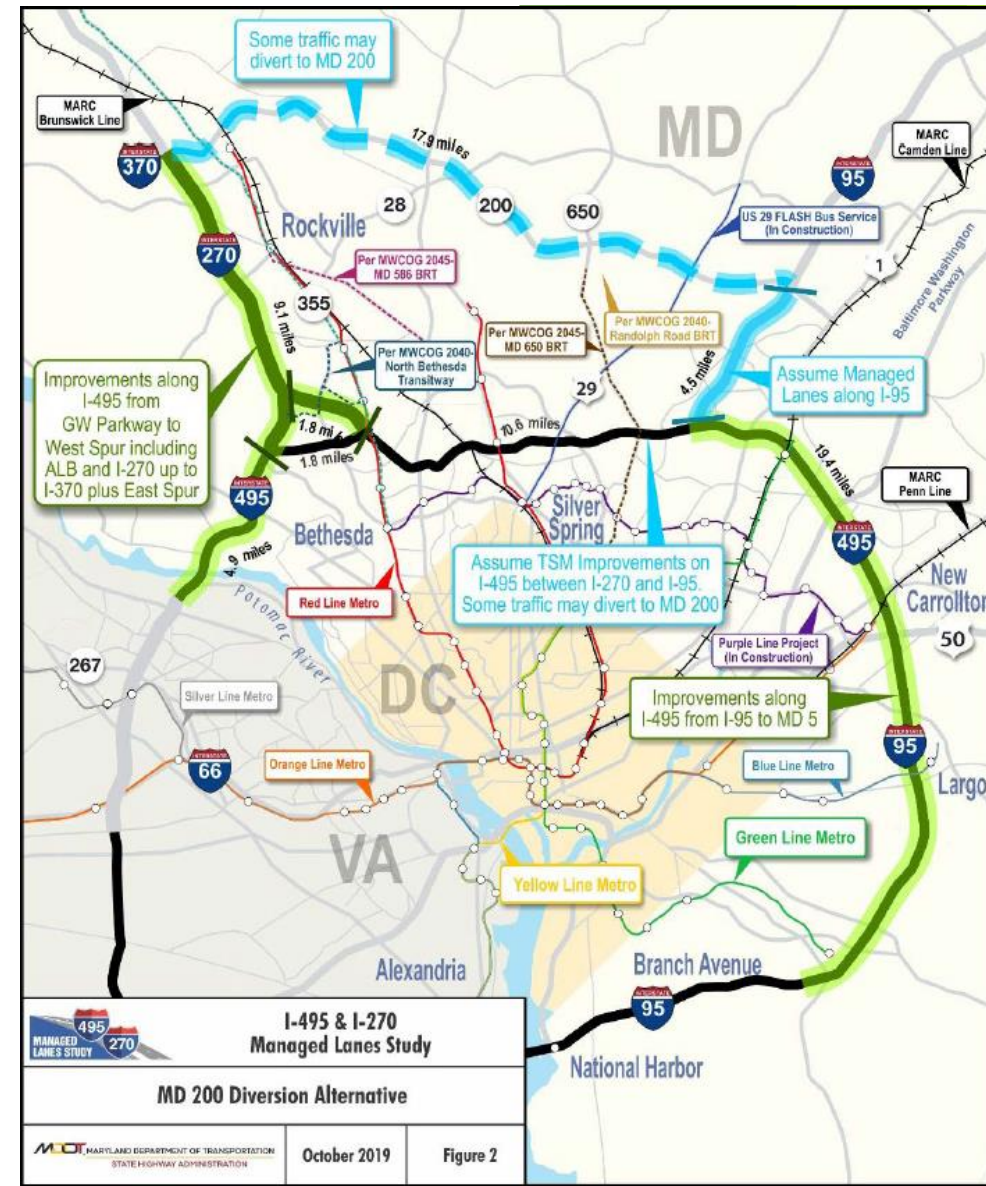 Some traffic may
divert to MD 200
MARC
Brunswick Line
MD
MARC
Camden Line
17.9 miles
INTERSTATE
370
INTERSTATE
95
28
200
650
US 29 FLASH Bus Service
(In Construction)
Rockville
INTERSTATE
270
Per MWCOG 2045-
MD 586 BRT
1
Baltimore Washington
Parkway
355
9.1 miles
Per MWCOG 2045-
MD 650 BRT
Per MWCOG 2040-
Randolph Road BRT
Per MWCOG 2040-
North Bethesda
Transitway
29
4.5 miles
Assume Managed
Lanes along I-95
Improvements along
I-495 from
GW Parkway to
West Spur including
ALB and I-270 up to
I-370 plus East Spur
1.8 miles
1.8 miles
10.6 miles
19.4 miles
MARC
Penn Line
INTERSTATE
495
Bethesda
Silver
Spring
INTERSTATE
495
4.9 miles
Assume TSM Improvements on
I-495 between I-270 and I-95.
Some traffic may divert to MD 200
New
Carrollton
Potomac River
Red Line Metro
Purple Line Project
(In Construction)
50
267
DC
Silver Line Metro
Improvements along
I-495 from I-95 to MD 5
INTERSTATE
66
Orange Line Metro
Blue Line Metro
INTERSTATE
95
Largo
VA
Green Line Metro
Yellow Line Metro
Alexandria
Branch Avenue
INTERSTATE
95
National Harbor
495
270
MANAGED
LANES STUDY
I-495 & I-270
Managed Lanes Study
MD 200 Diversion Alternative
MDOT MARYLAND DEPARTMENT OF TRANSPORTATION
STATE HIGHWAY ADMINISTRATION
October 2019
Figure 2